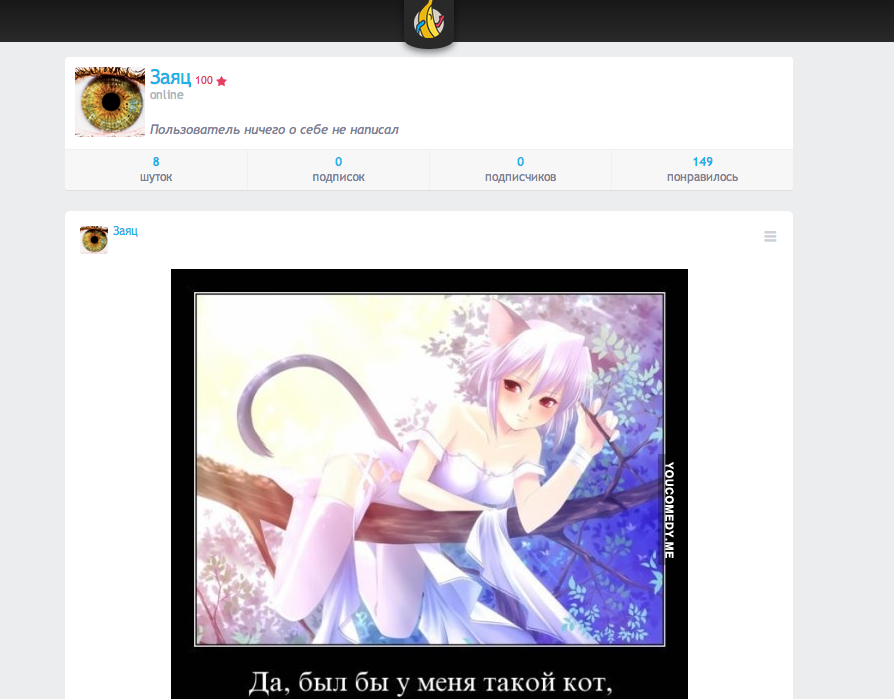 Заяц 100
online
Пользователь ничего о себе не написал
8
шуток
0
подписок
0
подписчиков
149
понравилось
Заяц
YOUCOMEDY.ME
Да, был бы у меня такой кот,